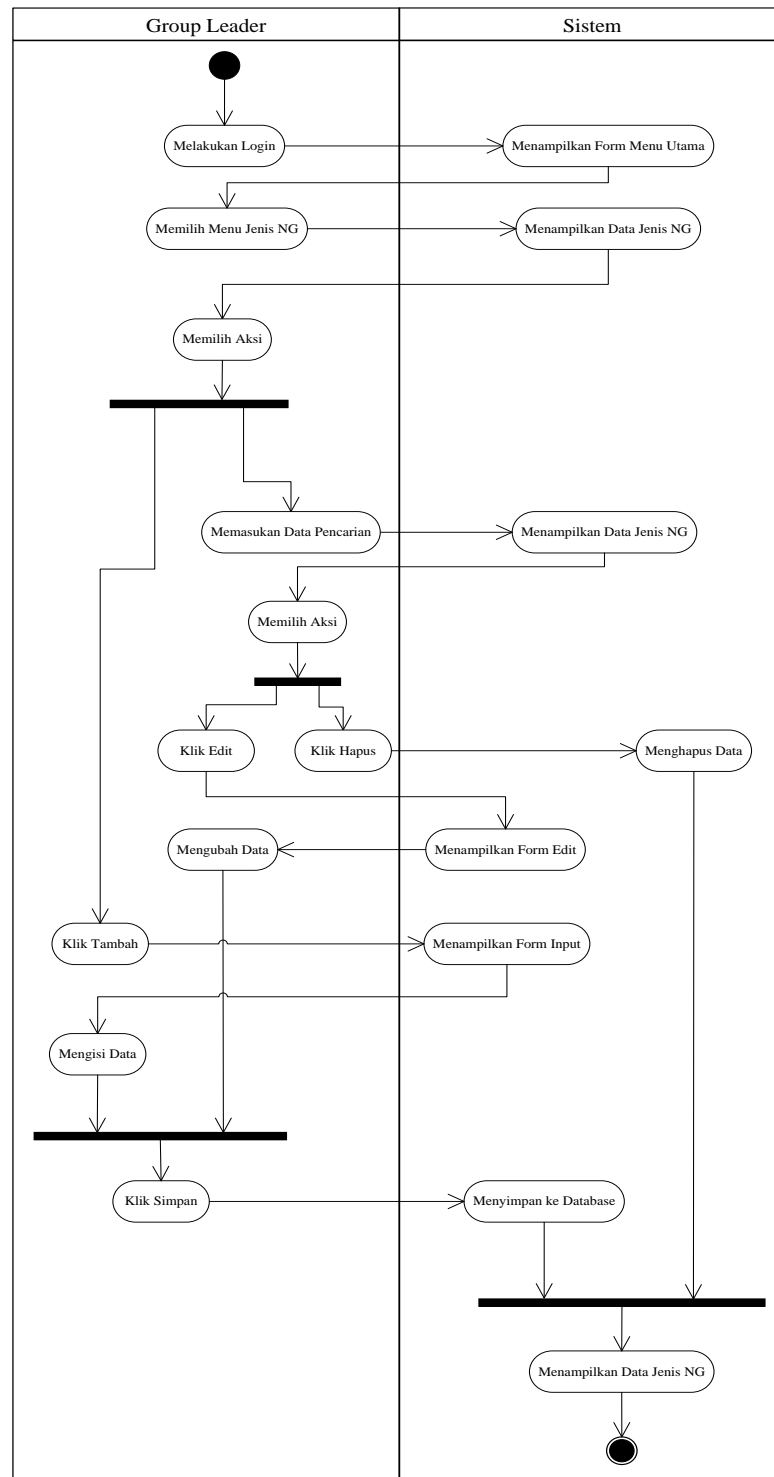 Group Leader
Sistem
Melakukan Login
Menampilkan Form Menu Utama
Memilih Menu Jenis NG
Menampilkan Data Jenis NG
Memilih Aksi
Memasukan Data Pencarian
Menampilkan Data Jenis NG
Memilih Aksi
Klik Edit
Klik Hapus
Menghapus Data
Mengubah Data
Menampilkan Form Edit
Klik Tambah
Menampilkan Form Input
Mengisi Data
Klik Simpan
Menyimpan ke Database
Menampilkan Data Jenis NG